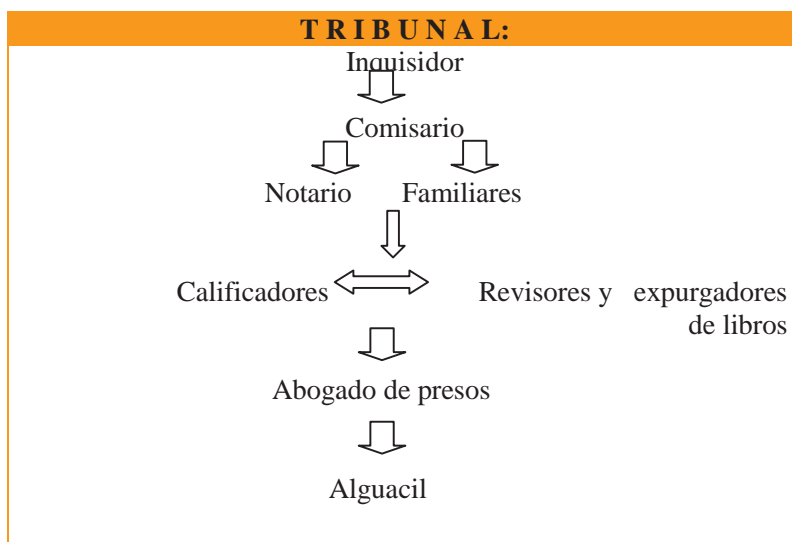 T R I B U N A L:
Inquisidor
Comisario
Notario Familiares
Calificadores Revisores y expurgadores
de libros
Abogado de presos
Alguacil